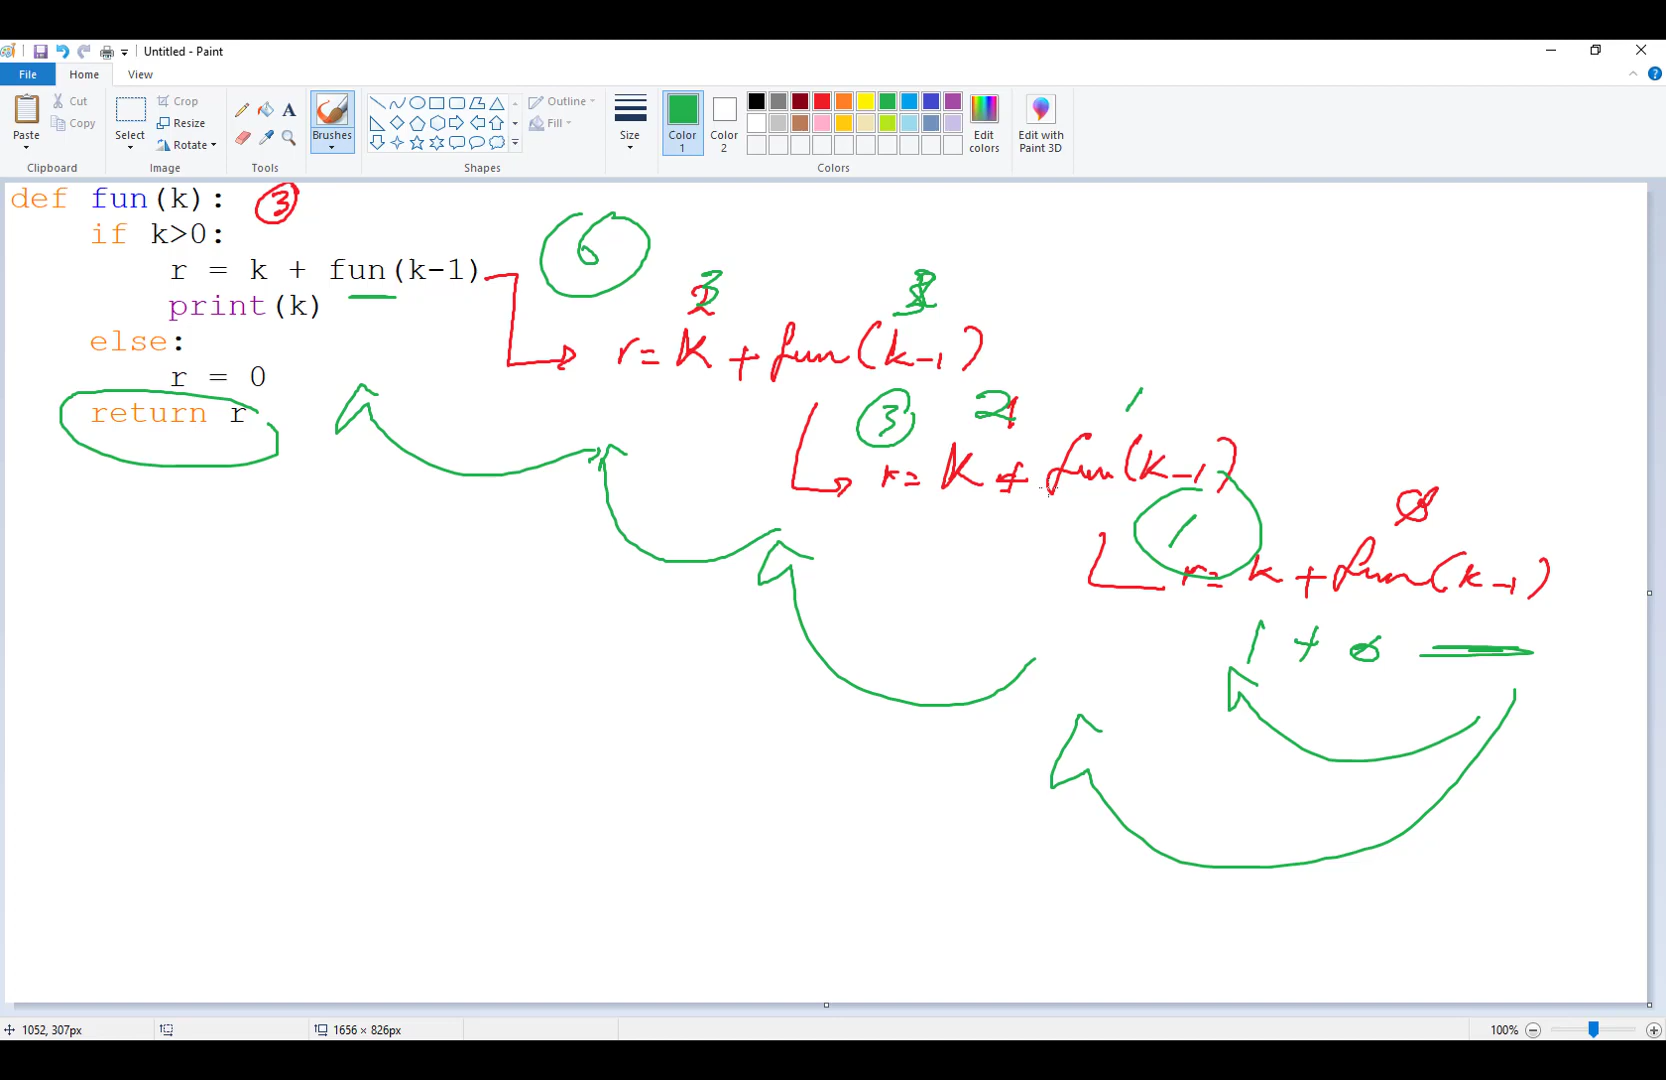 Untitled - Paint
File
Home
View
Paste
Cut
Copy
Clipboard
Select
Crop
Resize
Rotate
Image
A
Tools
Brushes
Outline
Fill
Shapes
Size
Color 1
Color 2
Edit colors
Edit with Paint 3D
Colors
def fun(k):
3
if k>0:
r = k + fun(k-1)
print(k)
else:
r = 0
return r
6
r = k + fun(k-1)
3
2
1
r = k + fun(k-1)
1
r = k + fun(k-1)
1 + 0
1052, 307px
1656 × 826px
100%